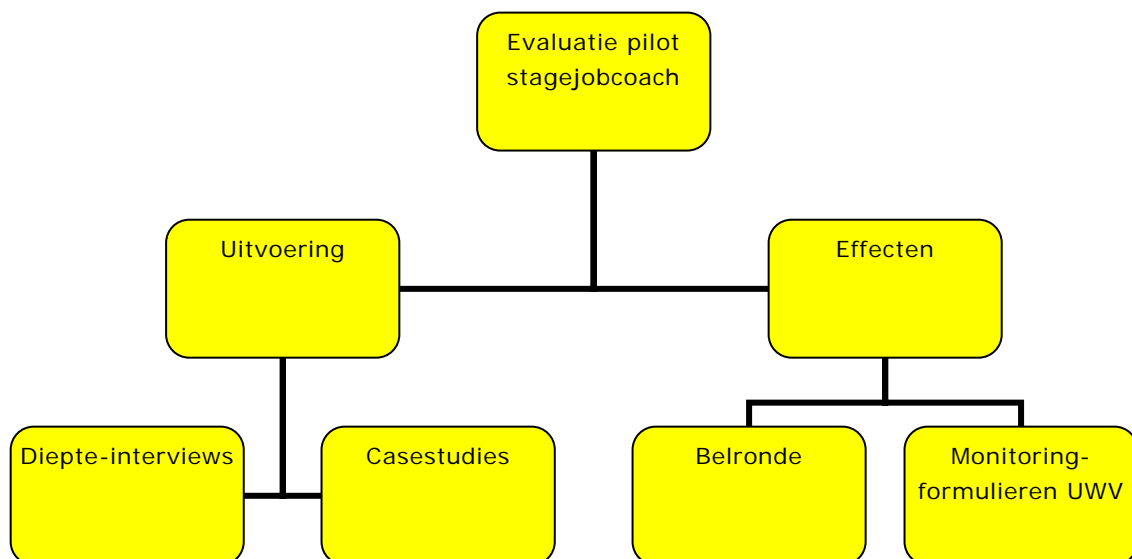 Evaluatie pilot
stagejobcoach
Uitvoering
Effecten
Diepte-interviews
Casestudies
Belronde
Monitoring-
formulieren UWV